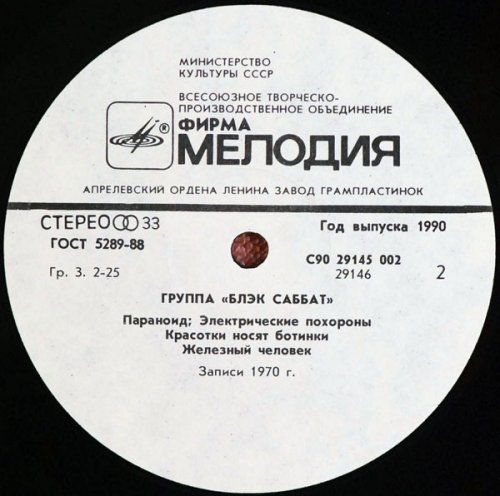 МИНИСТЕРСТВО
КУЛЬТУРЫ СССР
ВСЕСОЮЗНОЕ ТВОРЧЕСКО-
ПРОИЗВОДСТВЕННОЕ ОБЪЕДИНЕНИЕ
® ФИРМА
МЕЛОДИЯ
АПРЕЛЕВСКИЙ ОРДЕНА ЛЕНИНА ЗАВОД ГРАМПЛАСТИНОК
СТЕРЕО 33
ГОСТ 5289-88
Гр. 3. 2-25
Год выпуска 1990
С90 29145 002
29146
2
ГРУППА «БЛЭК САББАТ»
Параноид; Электрические похороны
Красотки носят ботинки
Железный человек
Записи 1970 г.